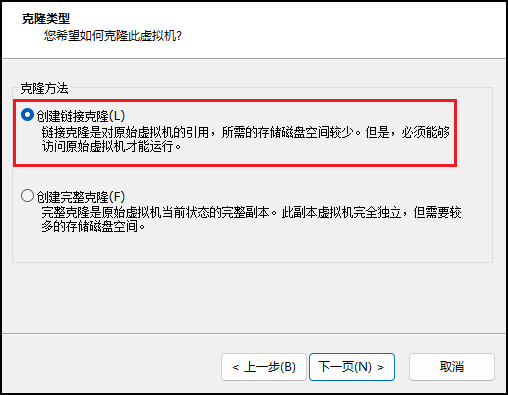 克隆类型
您希望如何克隆此虚拟机?
克隆方法
创建链接克隆(L)
链接克隆是对原始虚拟机的引用，所需的存储磁盘空间较少。但是，必须能够
访问原始虚拟机才能运行。
创建完整克隆(F)
完整克隆是原始虚拟机当前状态的完整副本。此副本虚拟机完全独立，但需要较
多的存储磁盘空间。
< 上一步(B)
下一页(N) >
取消